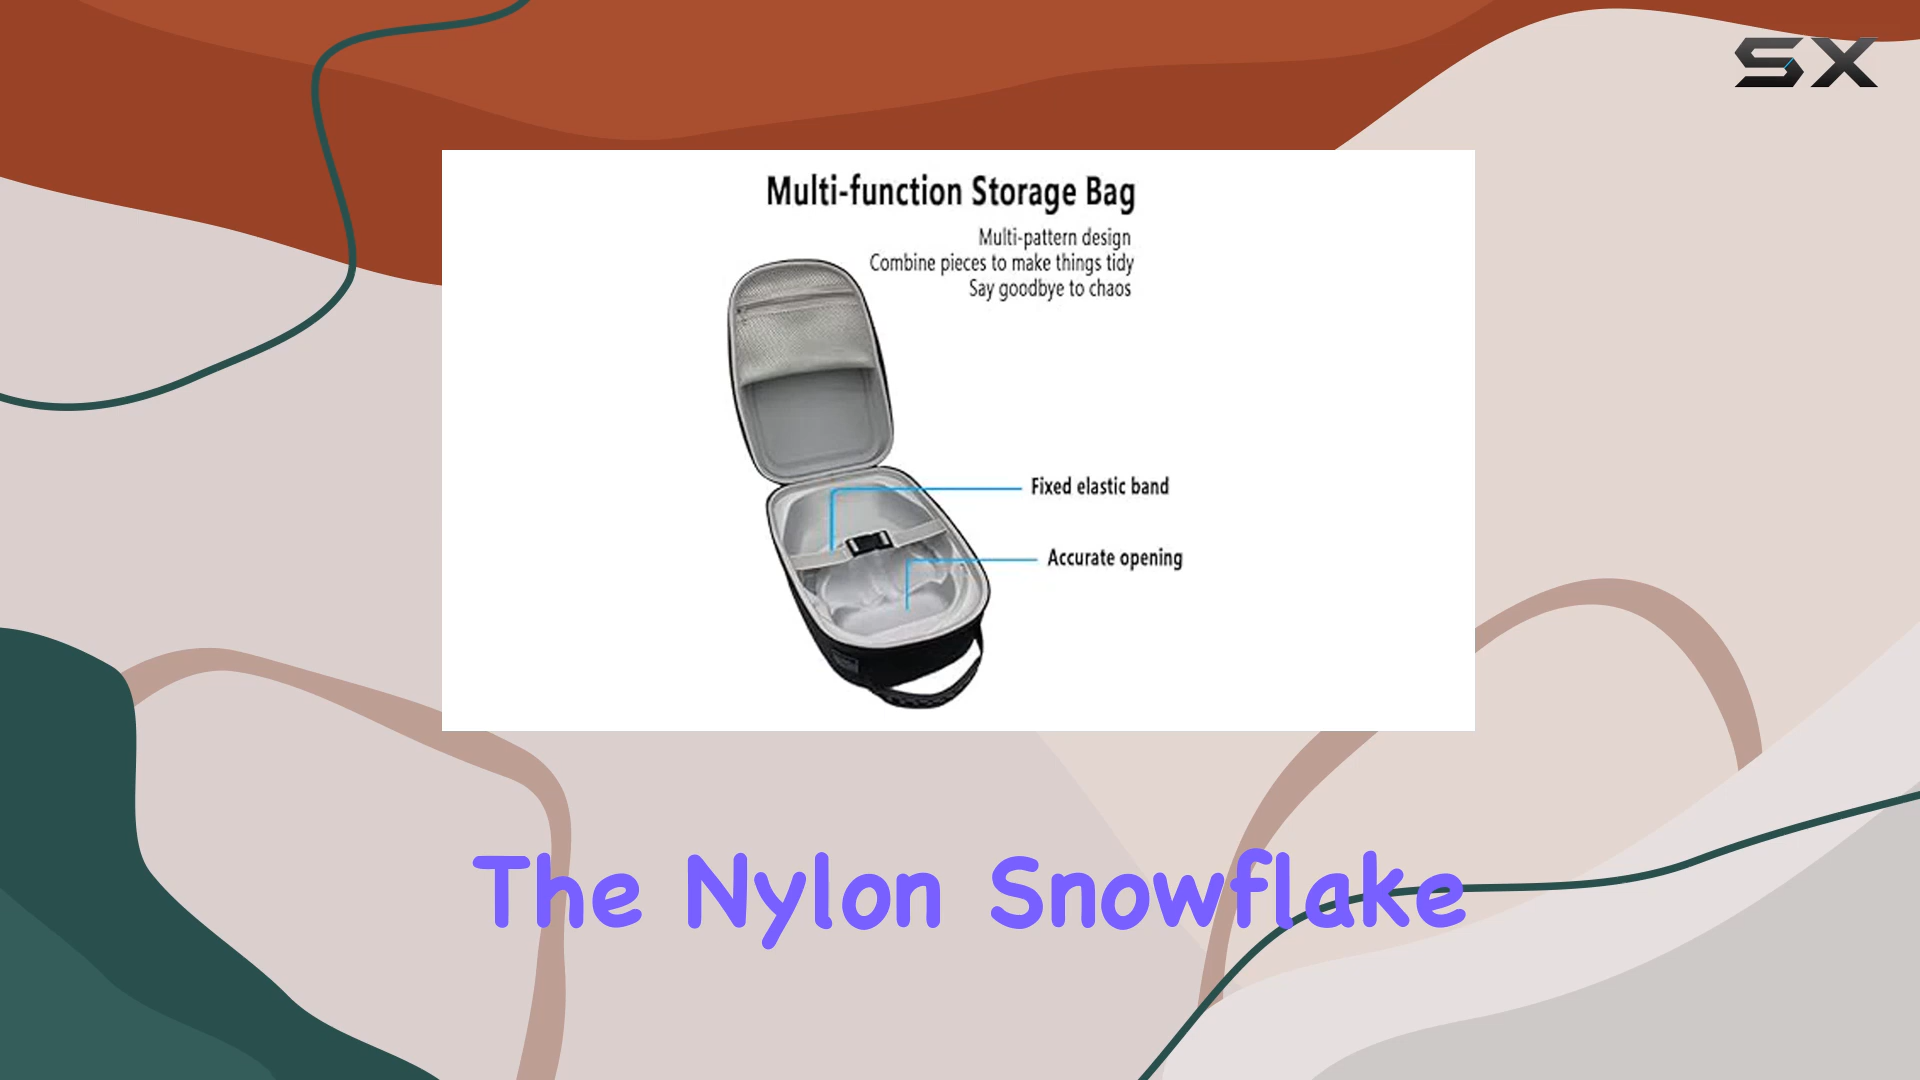 SX
Multi-function Storage Bag
Multi-pattern design
Combine pieces to make things tidy
Say goodbye to chaos
Fixed elastic band
Accurate opening
The Nylon Snowflake